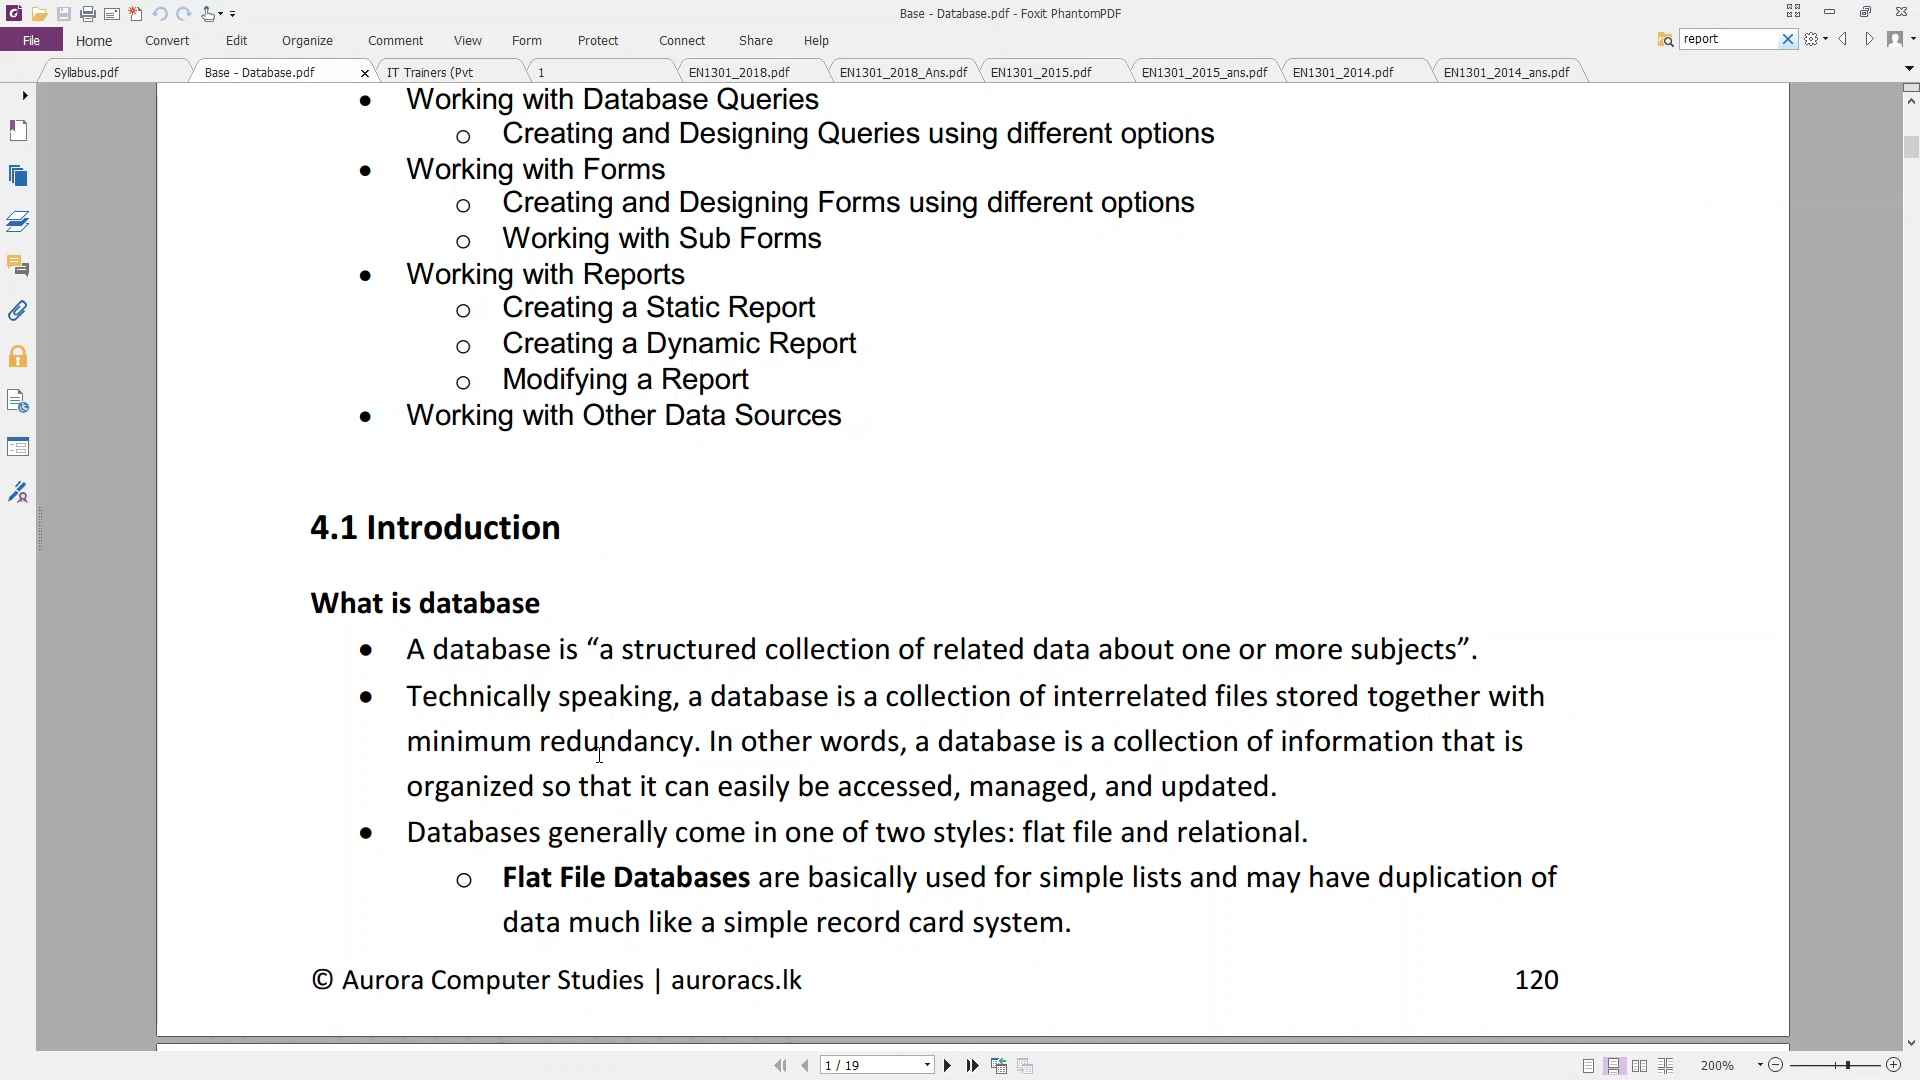 Base - Database.pdf - Foxit PhantomPDF
File Home Convert Edit Organize Comment View Form Protect Connect Share Help report
Syllabus.pdf Base - Database.pdf IT Trainers (Pvt 1 EN1301_2018.pdf EN1301_2018_Ans.pdf EN1301_2015.pdf EN1301_2015_ans.pdf EN1301_2014.pdf EN1301_2014_ans.pdf
• Working with Database Queries
o Creating and Designing Queries using different options
• Working with Forms
o Creating and Designing Forms using different options
o Working with Sub Forms
• Working with Reports
o Creating a Static Report
o Creating a Dynamic Report
o Modifying a Report
• Working with Other Data Sources
4.1 Introduction
What is database
• A database is “a structured collection of related data about one or more subjects”.
• Technically speaking, a database is a collection of interrelated files stored together with
minimum redundancy. In other words, a database is a collection of information that is
organized so that it can easily be accessed, managed, and updated.
• Databases generally come in one of two styles: flat file and relational.
o Flat File Databases are basically used for simple lists and may have duplication of
data much like a simple record card system.
© Aurora Computer Studies | auroracs.lk 120
1 / 19 200%